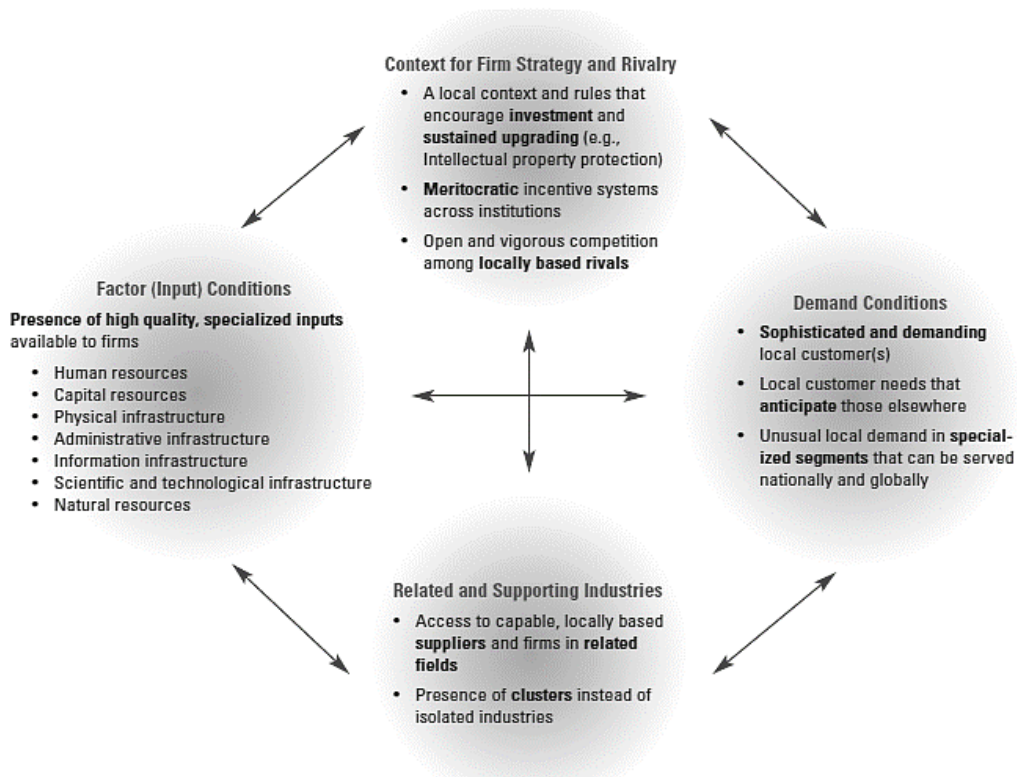 Context for Firm Strategy and Rivalry
• A local context and rules that
encourage investment and
sustained upgrading (e.g.,
Intellectual property protection)
• Meritocratic incentive systems
across institutions
• Open and vigorous competition
among locally based rivals
Factor (Input) Conditions
Presence of high quality, specialized inputs
available to firms
• Human resources
• Capital resources
• Physical infrastructure
• Administrative infrastructure
• Information infrastructure
• Scientific and technological infrastructure
• Natural resources
Demand Conditions
• Sophisticated and demanding
local customer(s)
• Local customer needs that
anticipate those elsewhere
• Unusual local demand in special-
ized segments that can be served
nationally and globally
Related and Supporting Industries
• Access to capable, locally based
suppliers and firms in related
fields
• Presence of clusters instead of
isolated industries